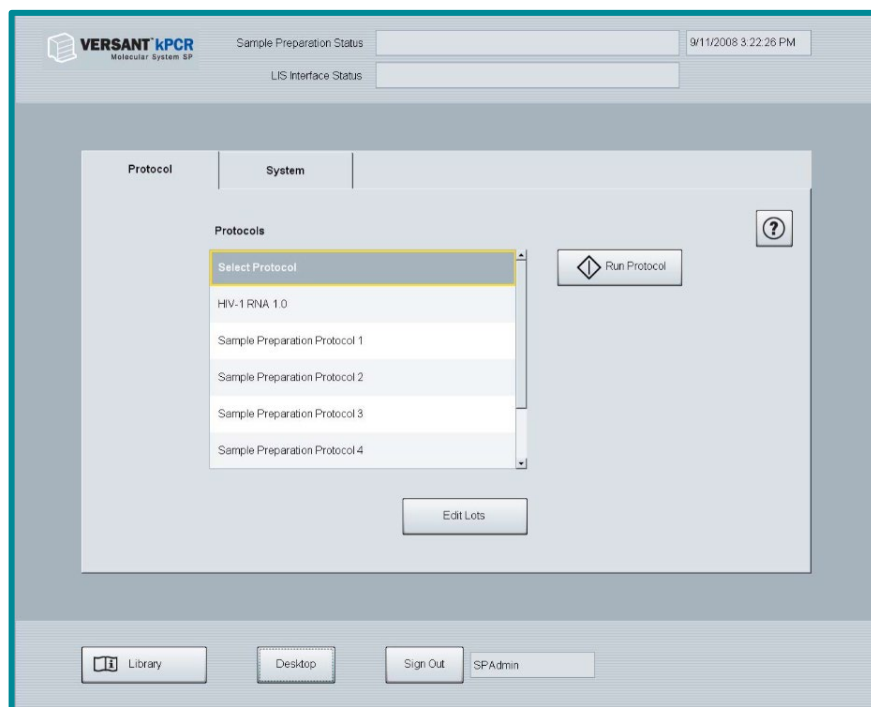 VERSANT kPCR
Molecular System SP
Sample Preparation Status
9/11/2008 3:22:26 PM
LIS Interface Status
Protocol
System
Protocols
?
Select Protocol
Run Protocol
HIV-1 RNA 1.0
Sample Preparation Protocol 1
Sample Preparation Protocol 2
Sample Preparation Protocol 3
Sample Preparation Protocol 4
Edit Lots
Library
Desktop
Sign Out
SPAdmin